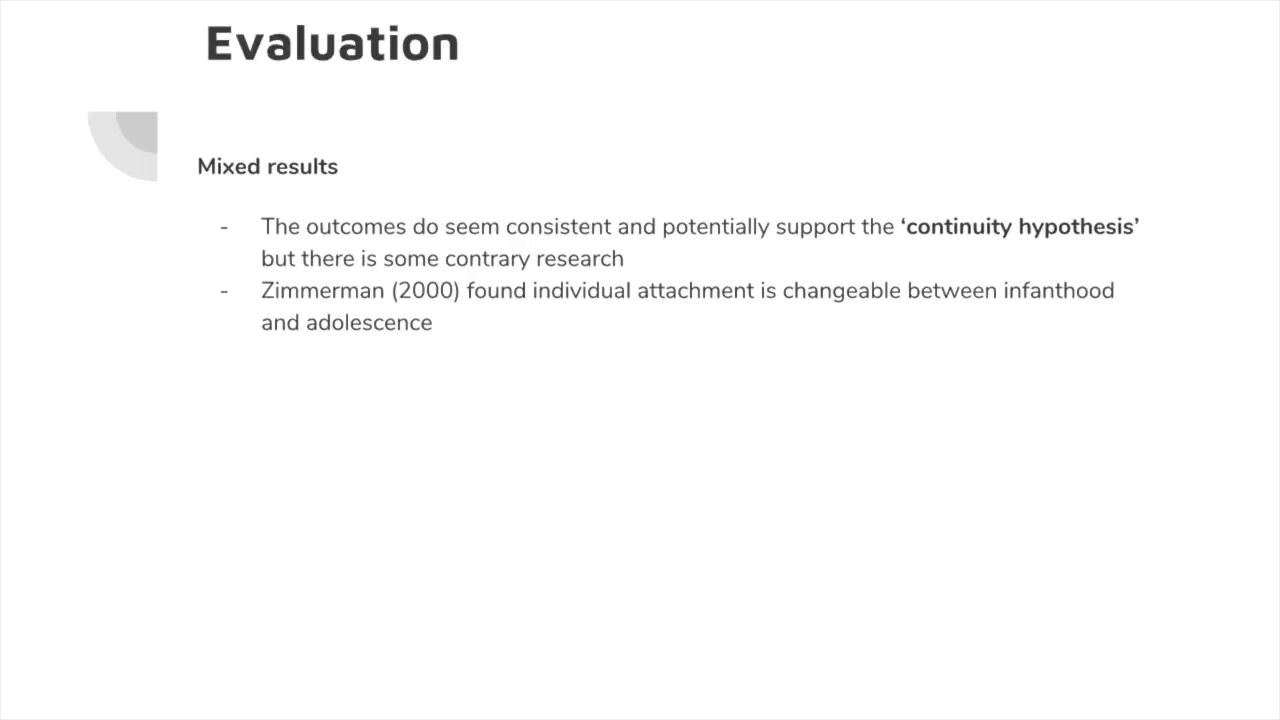 Evaluation
Mixed results
- The outcomes do seem consistent and potentially support the ‘continuity hypothesis’
but there is some contrary research
- Zimmerman (2000) found individual attachment is changeable between infanthood
and adolescence